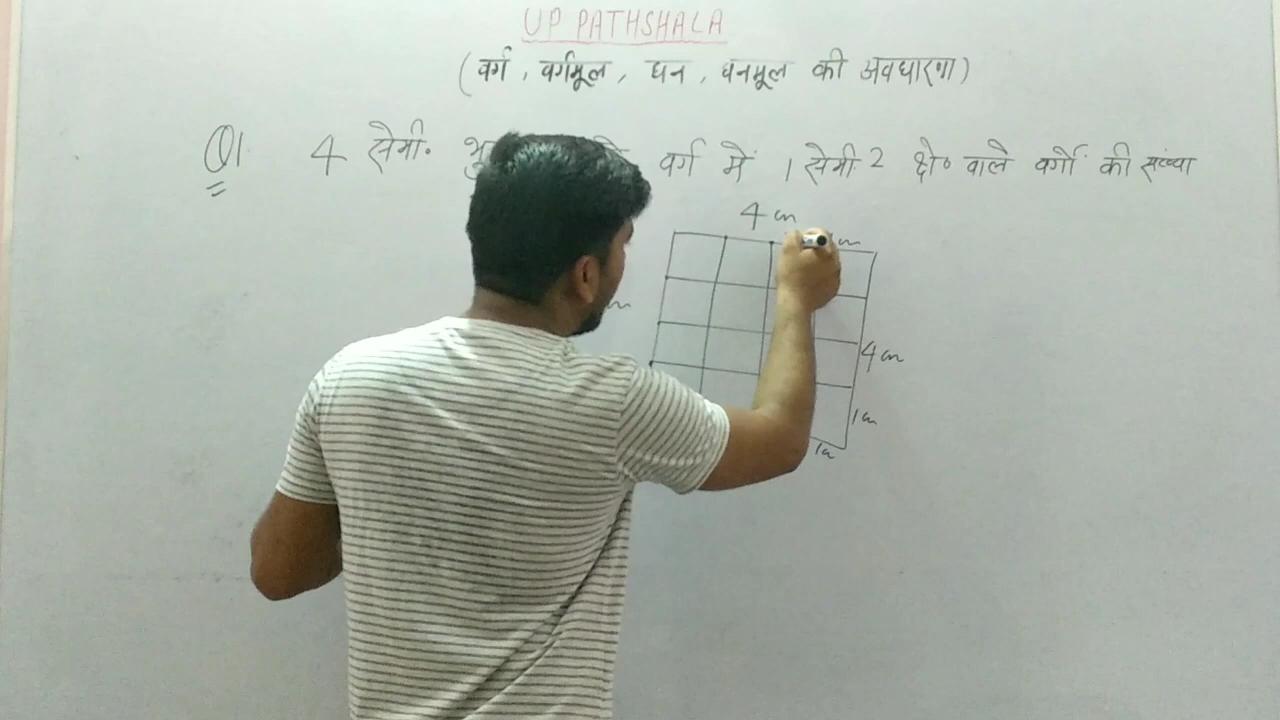 UP PATHSHALA
(वर्ग, वर्गमूल, घन, घनमूल की अवधारणा)
Q1 4 सेमी. वर्ग में 1 सेमी.2 क्षे० वाले वर्गों की संख्या
4 cm
cm
4 cm
1 cm
1 cm